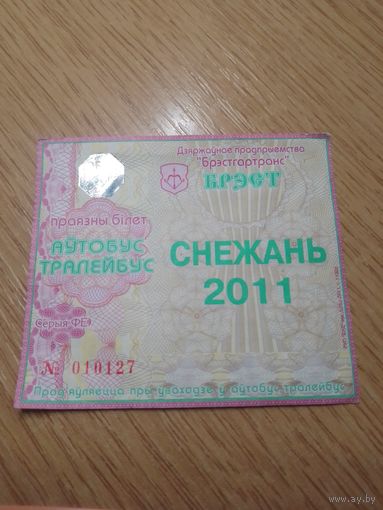 Дзяржаўнае прадпрыемства
"Брэстгартранс"
БРЭСТ
праязны білет
АЎТОБУС
ТРАЛЕЙБУС
СНЕЖАНЬ
2011
Серыя ФЕ
№ 010127
Прад'яўляецца пры ўваходзе ў аўтобус, тралейбус
www.ay.by